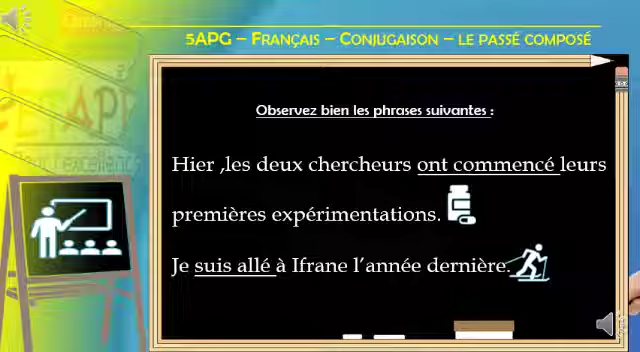 5APG – FRANÇAIS – CONJUGAISON – LE PASSÉ COMPOSÉ
Observez bien les phrases suivantes :
Hier ,les deux chercheurs ont commencé leurs
premières expérimentations.
Je suis allé à Ifrane l’année dernière.